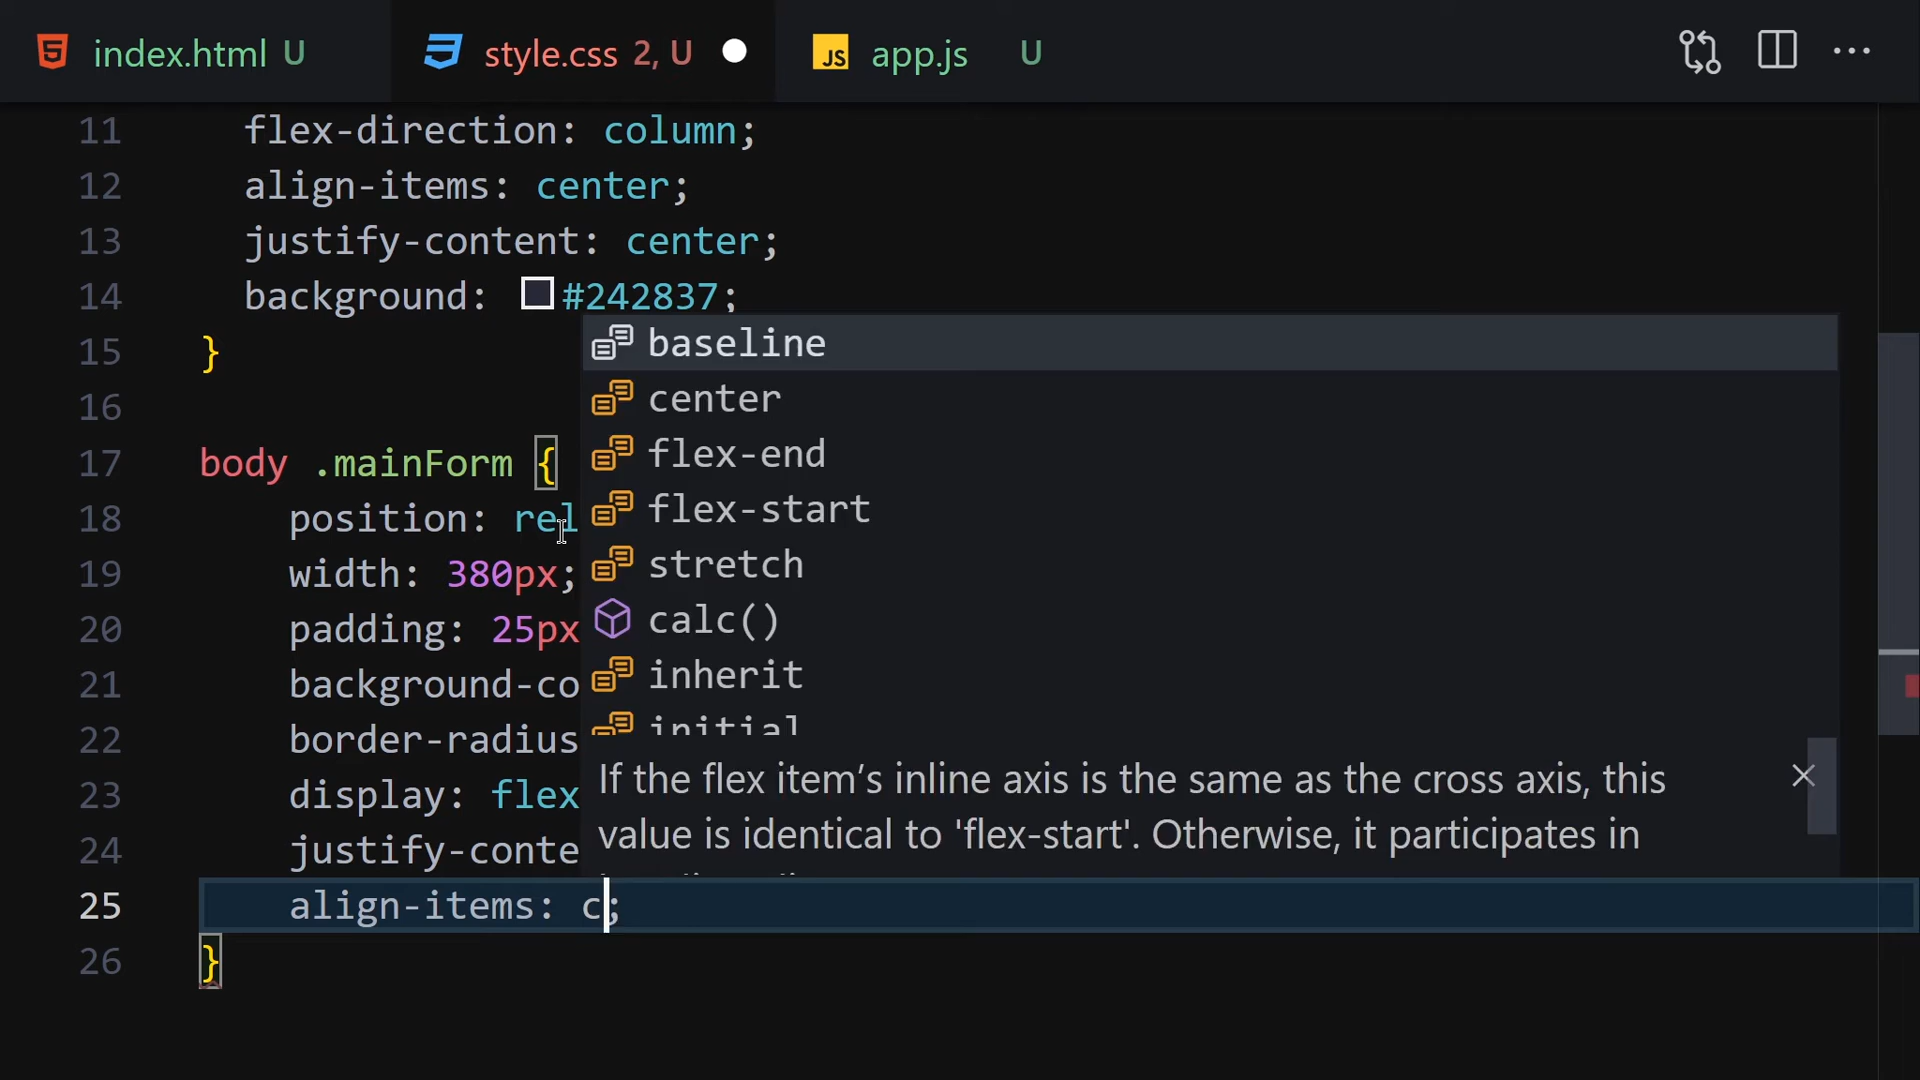 index.html U style.css 2, U app.js U
11 flex-direction: column;
12 align-items: center;
13 justify-content: center;
14 background: #242837;
15 }
16
17 body .mainForm {
18 position: rel
19 width: 380px;
20 padding: 25px
21 background-co
22 border-radius
23 display: flex
24 justify-conte
25 align-items: c;
26 }
baseline
center
flex-end
flex-start
stretch
calc()
inherit
initial
If the flex item’s inline axis is the same as the cross axis, this
value is identical to 'flex-start'. Otherwise, it participates in